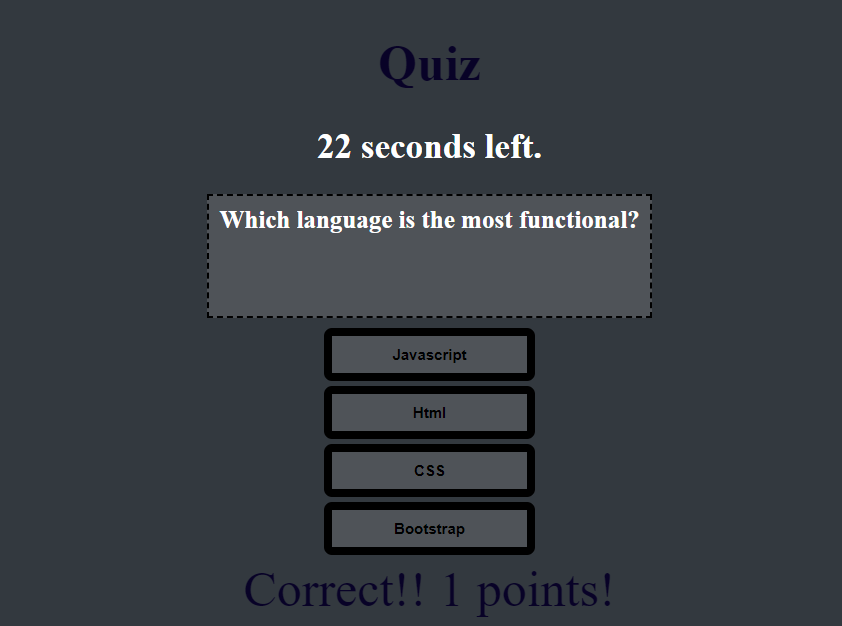 Quiz
22 seconds left.
Which language is the most functional?
Javascript
Html
CSS
Bootstrap
Correct!! 1 points!